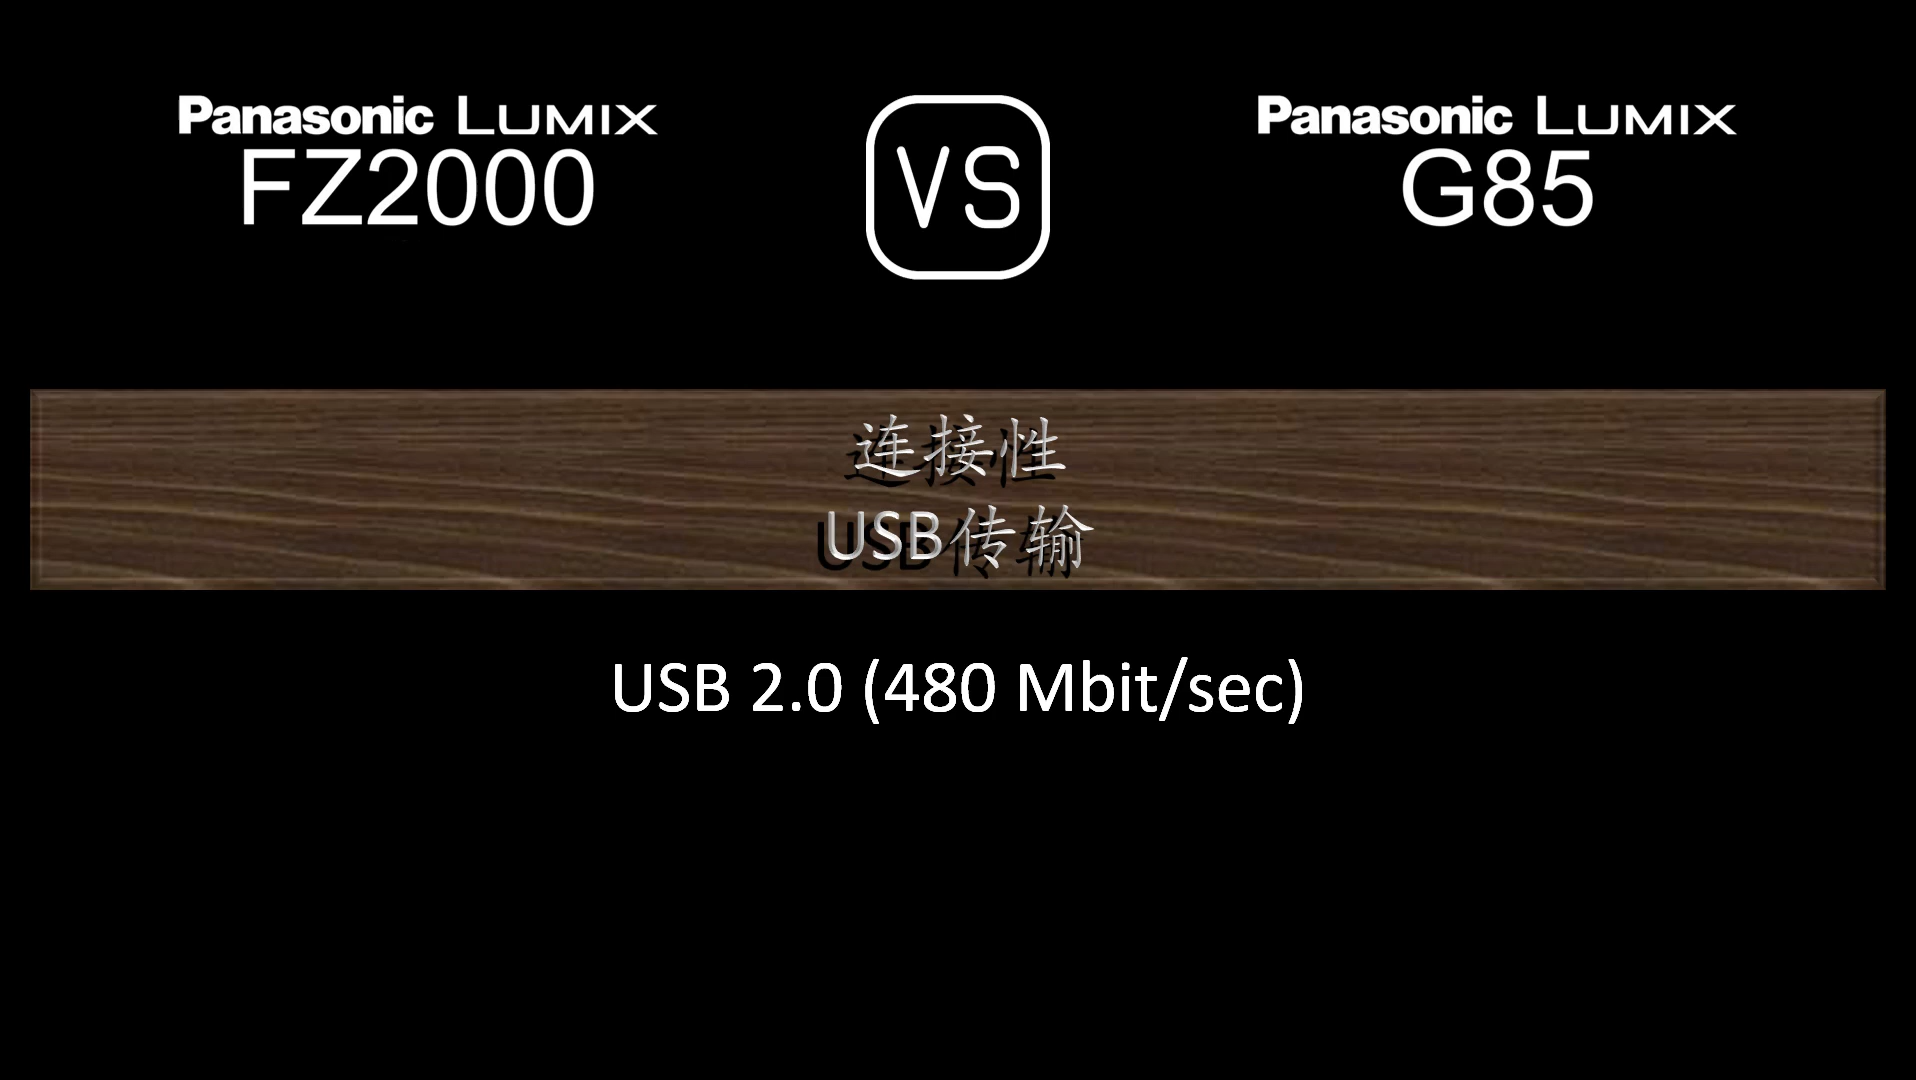 Panasonic LUMIX
FZ2000
VS
Panasonic LUMIX
G85
连接性
USB传输
USB 2.0 (480 Mbit/sec)